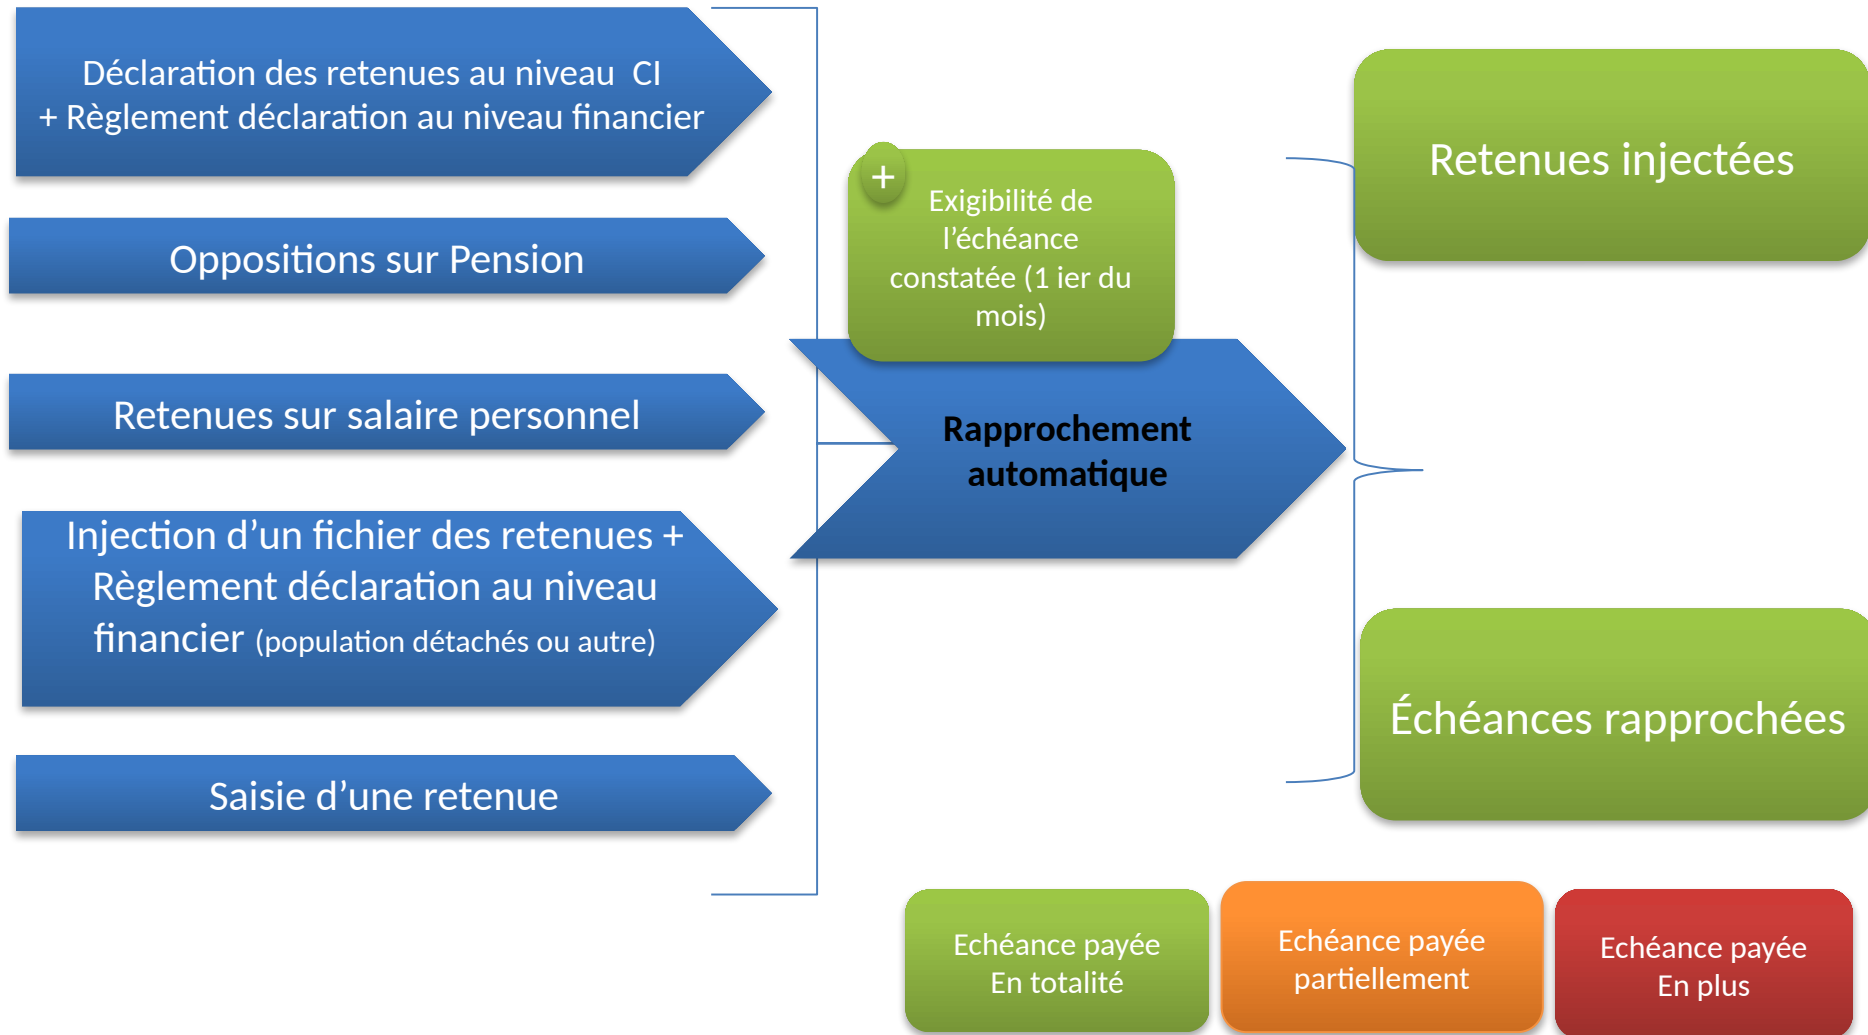 Déclaration des retenues au niveau  CI
+ Règlement déclaration au niveau financier
Oppositions sur Pension
Retenues sur salaire personnel
Injection d’un fichier des retenues +
Règlement déclaration au niveau
financier (population détachés ou autre)
Saisie d’une retenue
+
Exigibilité de
l’échéance
constatée (1 ier du
mois)
Rapprochement
automatique
Retenues injectées
Échéances rapprochées
Echéance payée
En totalité
Echéance payée
partiellement
Echéance payée
En plus